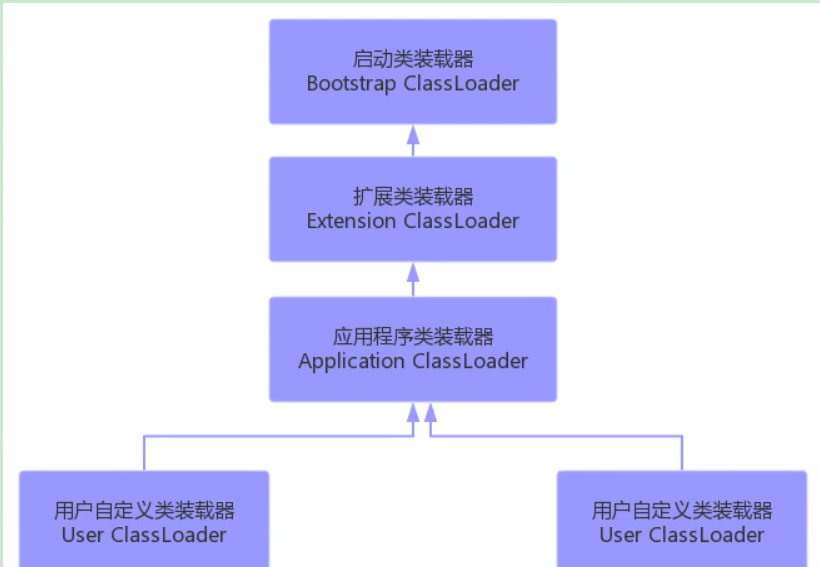 启动类装载器
Bootstrap ClassLoader
扩展类装载器
Extension ClassLoader
应用程序类装载器
Application ClassLoader
用户自定义类装载器
User ClassLoader
用户自定义类装载器
User ClassLoader